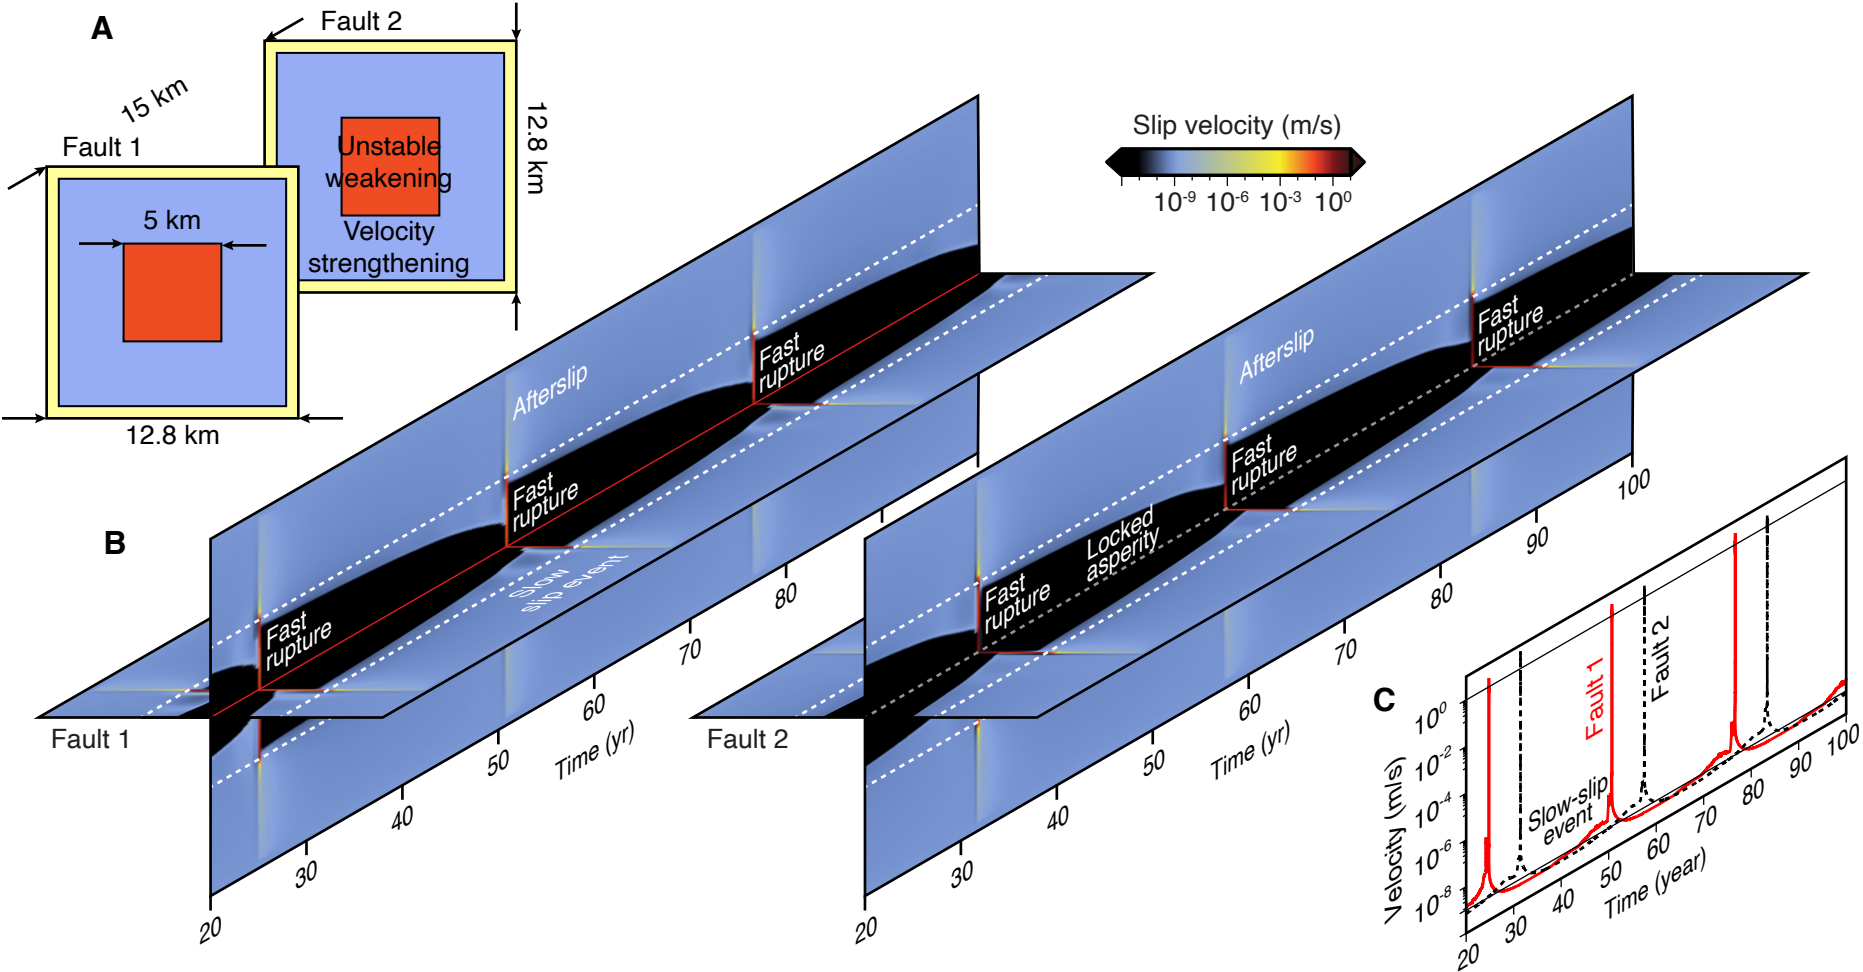 A
Fault 2
15 km
Fault 1
12.8 km
Unstable
weakening
5 km
Velocity
strengthening
12.8 km
Slip velocity (m/s)
10-9 10-6 10-3 100
B
Afterslip
Fast
rupture
Fast
rupture
Fast
rupture
Slow
slip event
Fault 1
20
30
40
50
60
70
80
Time (yr)
Afterslip
Fast
rupture
Fast
rupture
Locked
asperity
Fast
rupture
Fault 2
20
30
40
50
60
70
80
90
100
Time (yr)
C
Fault 1
Fault 2
Slow-slip
event
Velocity (m/s)
100
10-2
10-4
10-6
10-8
20
30
40
50
60
70
80
90
100
Time (year)